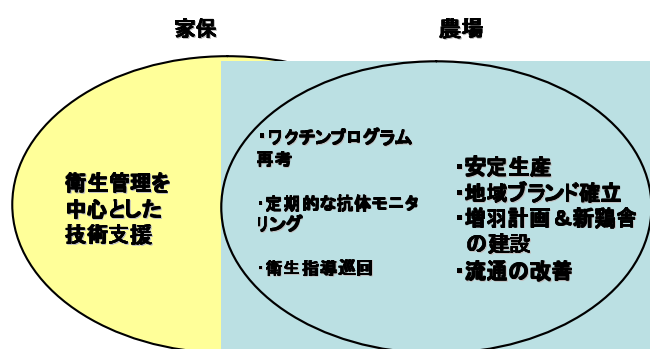 家保
農場
衛生管理を
中心とした
技術支援
・ワクチンプログラム
再考
・定期的な抗体モニタ
リング
・衛生指導巡回
・安定生産
・地域ブランド確立
・増羽計画&新鶏舎
の建設
・流通の改善